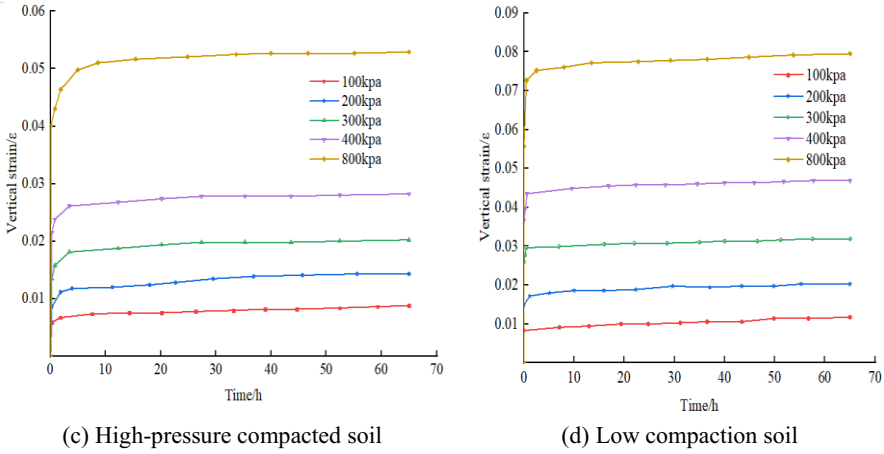 0.06
0.05
0.04
0.03
0.02
0.01
Vertical strain/ε
100kpa
200kpa
300kpa
400kpa
800kpa
0 10 20 30 40 50 60 70
Time/h
(c) High-pressure compacted soil
0.09
0.08
0.07
0.06
0.05
0.04
0.03
0.02
0.01
Vertical strain/ε
100kpa
200kpa
300kpa
400kpa
800kpa
0 10 20 30 40 50 60 70
Time/h
(d) Low compaction soil